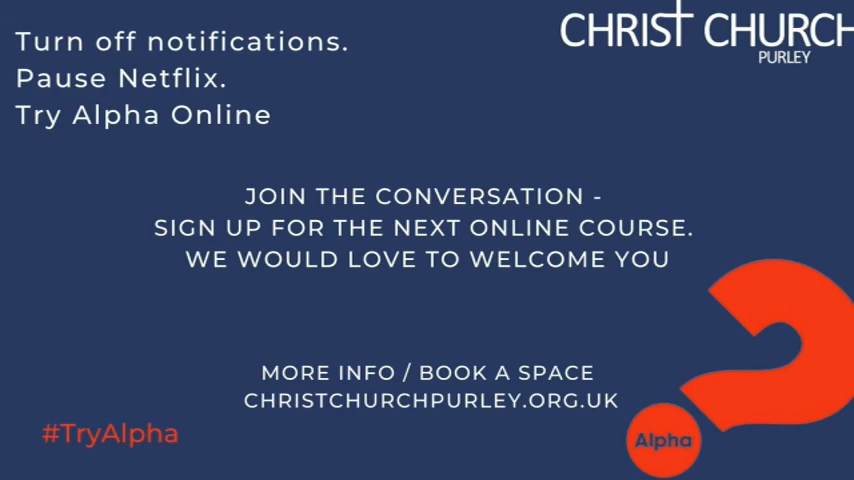 Turn off notifications.
Pause Netflix.
Try Alpha Online
CHRIST CHURCH
PURLEY
JOIN THE CONVERSATION -
SIGN UP FOR THE NEXT ONLINE COURSE.
WE WOULD LOVE TO WELCOME YOU
MORE INFO / BOOK A SPACE
CHRISTCHURCHPURLEY.ORG.UK
#TryAlpha
Alpha